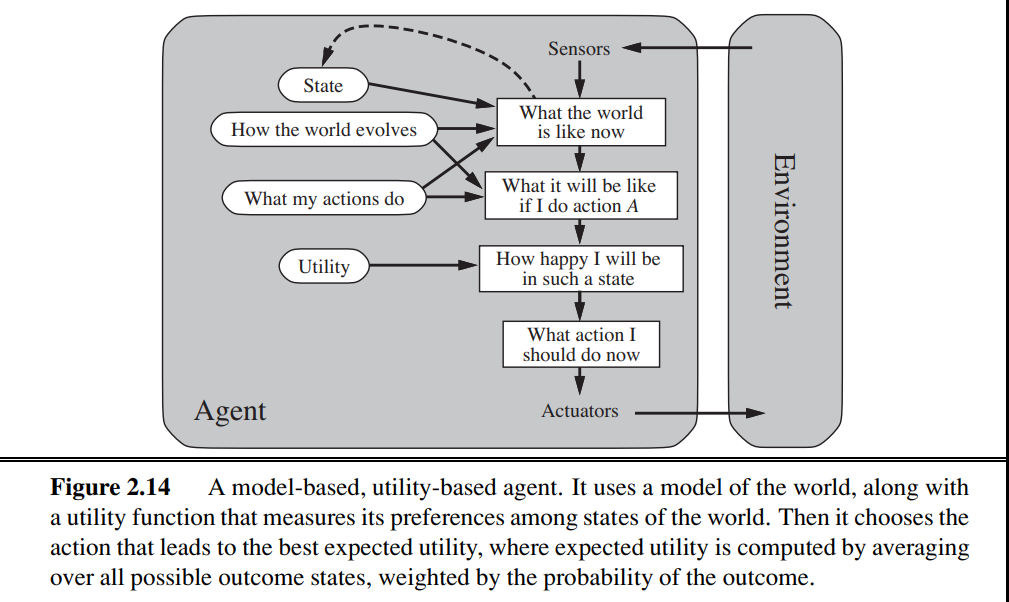 Sensors
State
What the world
is like now
How the world evolves
What it will be like
if I do action A
What my actions do
How happy I will be
in such a state
Utility
What action I
should do now
Agent
Actuators
Environment
Figure 2.14 A model-based, utility-based agent. It uses a model of the world, along with
a utility function that measures its preferences among states of the world. Then it chooses the
action that leads to the best expected utility, where expected utility is computed by averaging
over all possible outcome states, weighted by the probability of the outcome.